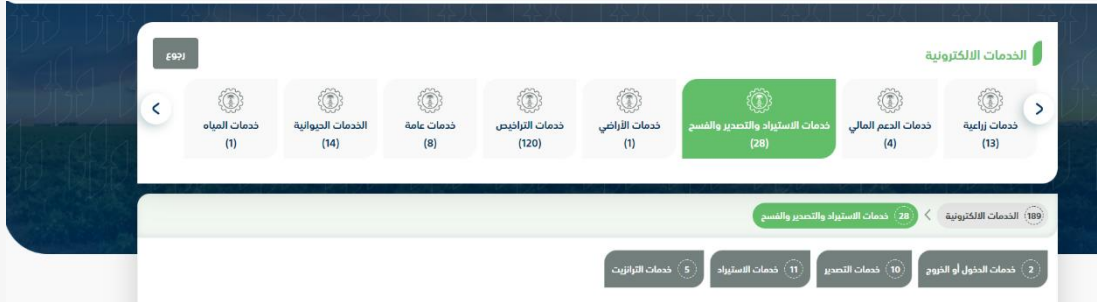 الخدمات الالكترونية
رجوع
خدمات زراعية
(13)
خدمات الدعم المالي
(4)
خدمات الاستيراد والتصدير والفسح
(28)
خدمات الأراضي
(1)
خدمات التراخيص
(120)
خدمات عامة
(8)
الخدمات الحيوانية
(14)
خدمات المياه
(1)
189 الخدمات الالكترونية
28 خدمات الاستيراد والتصدير والفسح
2 خدمات الدخول أو الخروج
10 خدمات التصدير
11 خدمات الاستيراد
5 خدمات الترانزيت